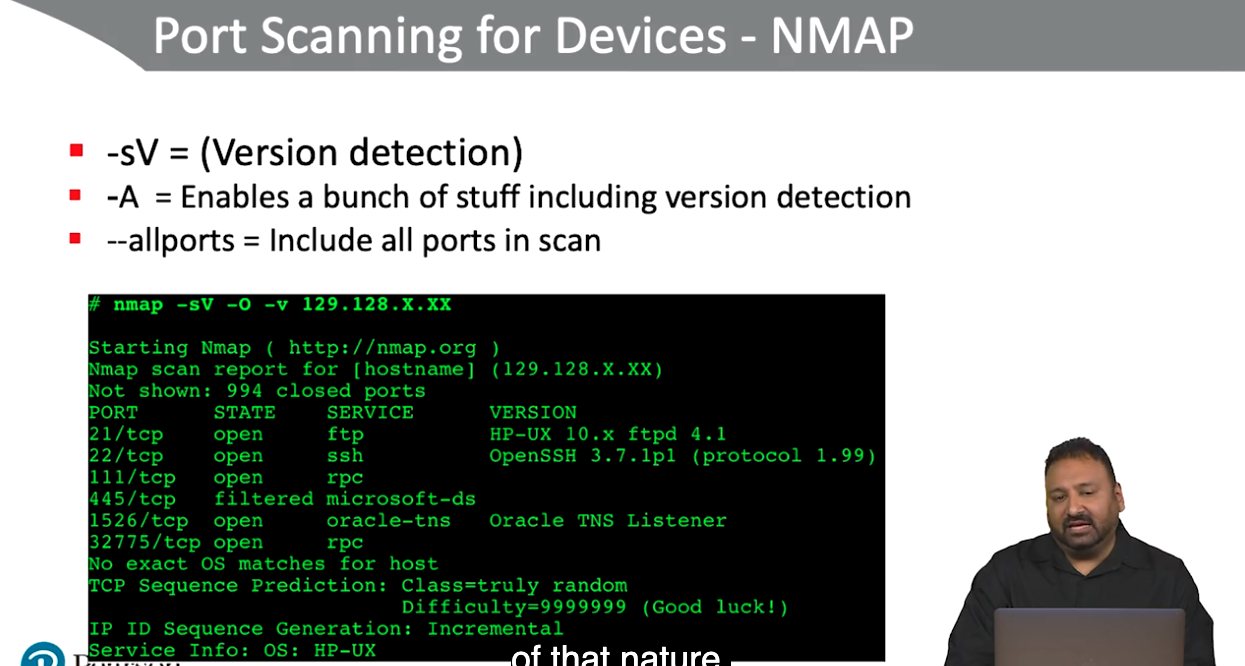 Port Scanning for Devices - NMAP
-sV = (Version detection)
-A = Enables a bunch of stuff including version detection
--allports = Include all ports in scan
# nmap -sV -O -v 129.128.X.XX
Starting Nmap ( http://nmap.org )
Nmap scan report for [hostname] (129.128.X.XX)
Not shown: 994 closed ports
PORT STATE SERVICE VERSION
21/tcp open ftp HP-UX 10.x ftpd 4.1
22/tcp open ssh OpenSSH 3.7.1p1 (protocol 1.99)
111/tcp open rpc
445/tcp filtered microsoft-ds
1526/tcp open oracle-tns Oracle TNS Listener
32775/tcp open rpc
No exact OS matches for host
TCP Sequence Prediction: Class=truly random
Difficulty=9999999 (Good luck!)
IP ID Sequence Generation: Incremental
Service Info: OS: HP-UX
of that nature